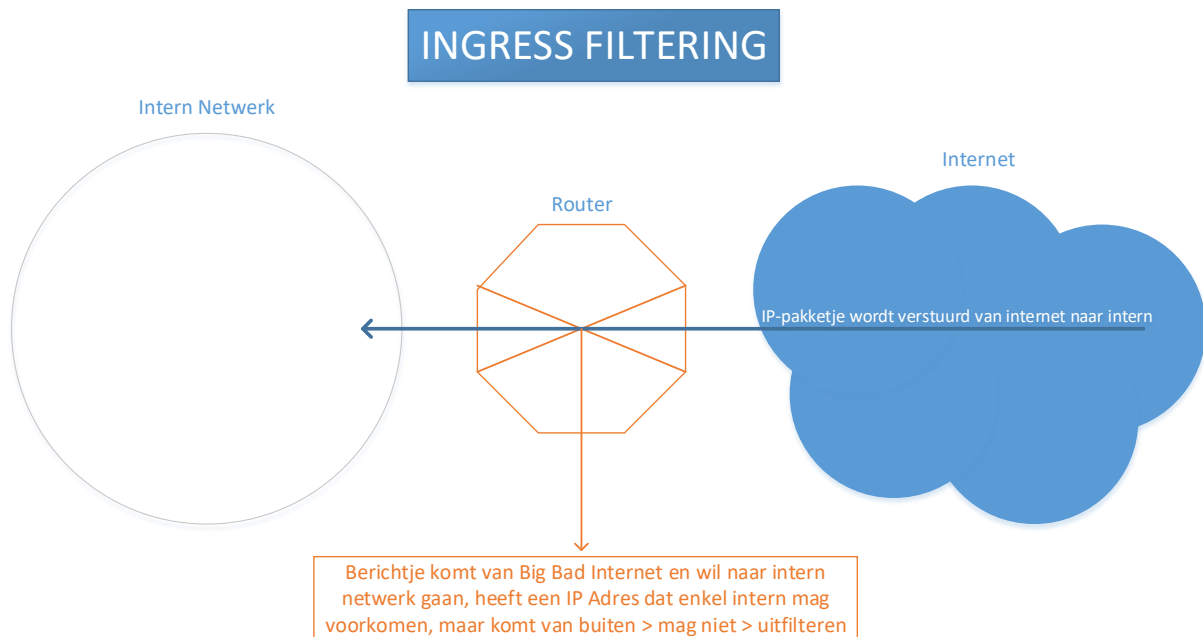 INGRESS FILTERING
Intern Netwerk
Internet
Router
IP-pakketje wordt verstuurd van internet naar intern
Berichtje komt van Big Bad Internet en wil naar intern
netwerk gaan, heeft een IP Adres dat enkel intern mag
voorkomen, maar komt van buiten > mag niet > uitfilteren